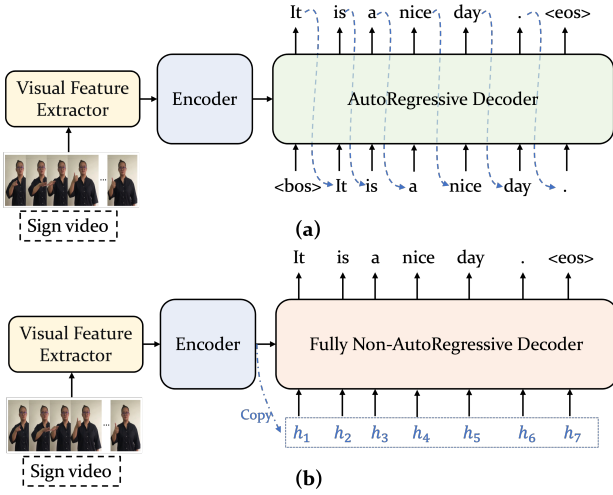 It is a nice day . <eos>
Visual Feature
Extractor
Encoder
AutoRegressive Decoder
...
Sign video
<bos> It is a nice day .
(a)
It is a nice day . <eos>
Visual Feature
Extractor
Encoder
Fully Non-AutoRegressive Decoder
...
Copy
h₁ h₂ h₃ h₄ h₅ h₆ h₇
Sign video
(b)